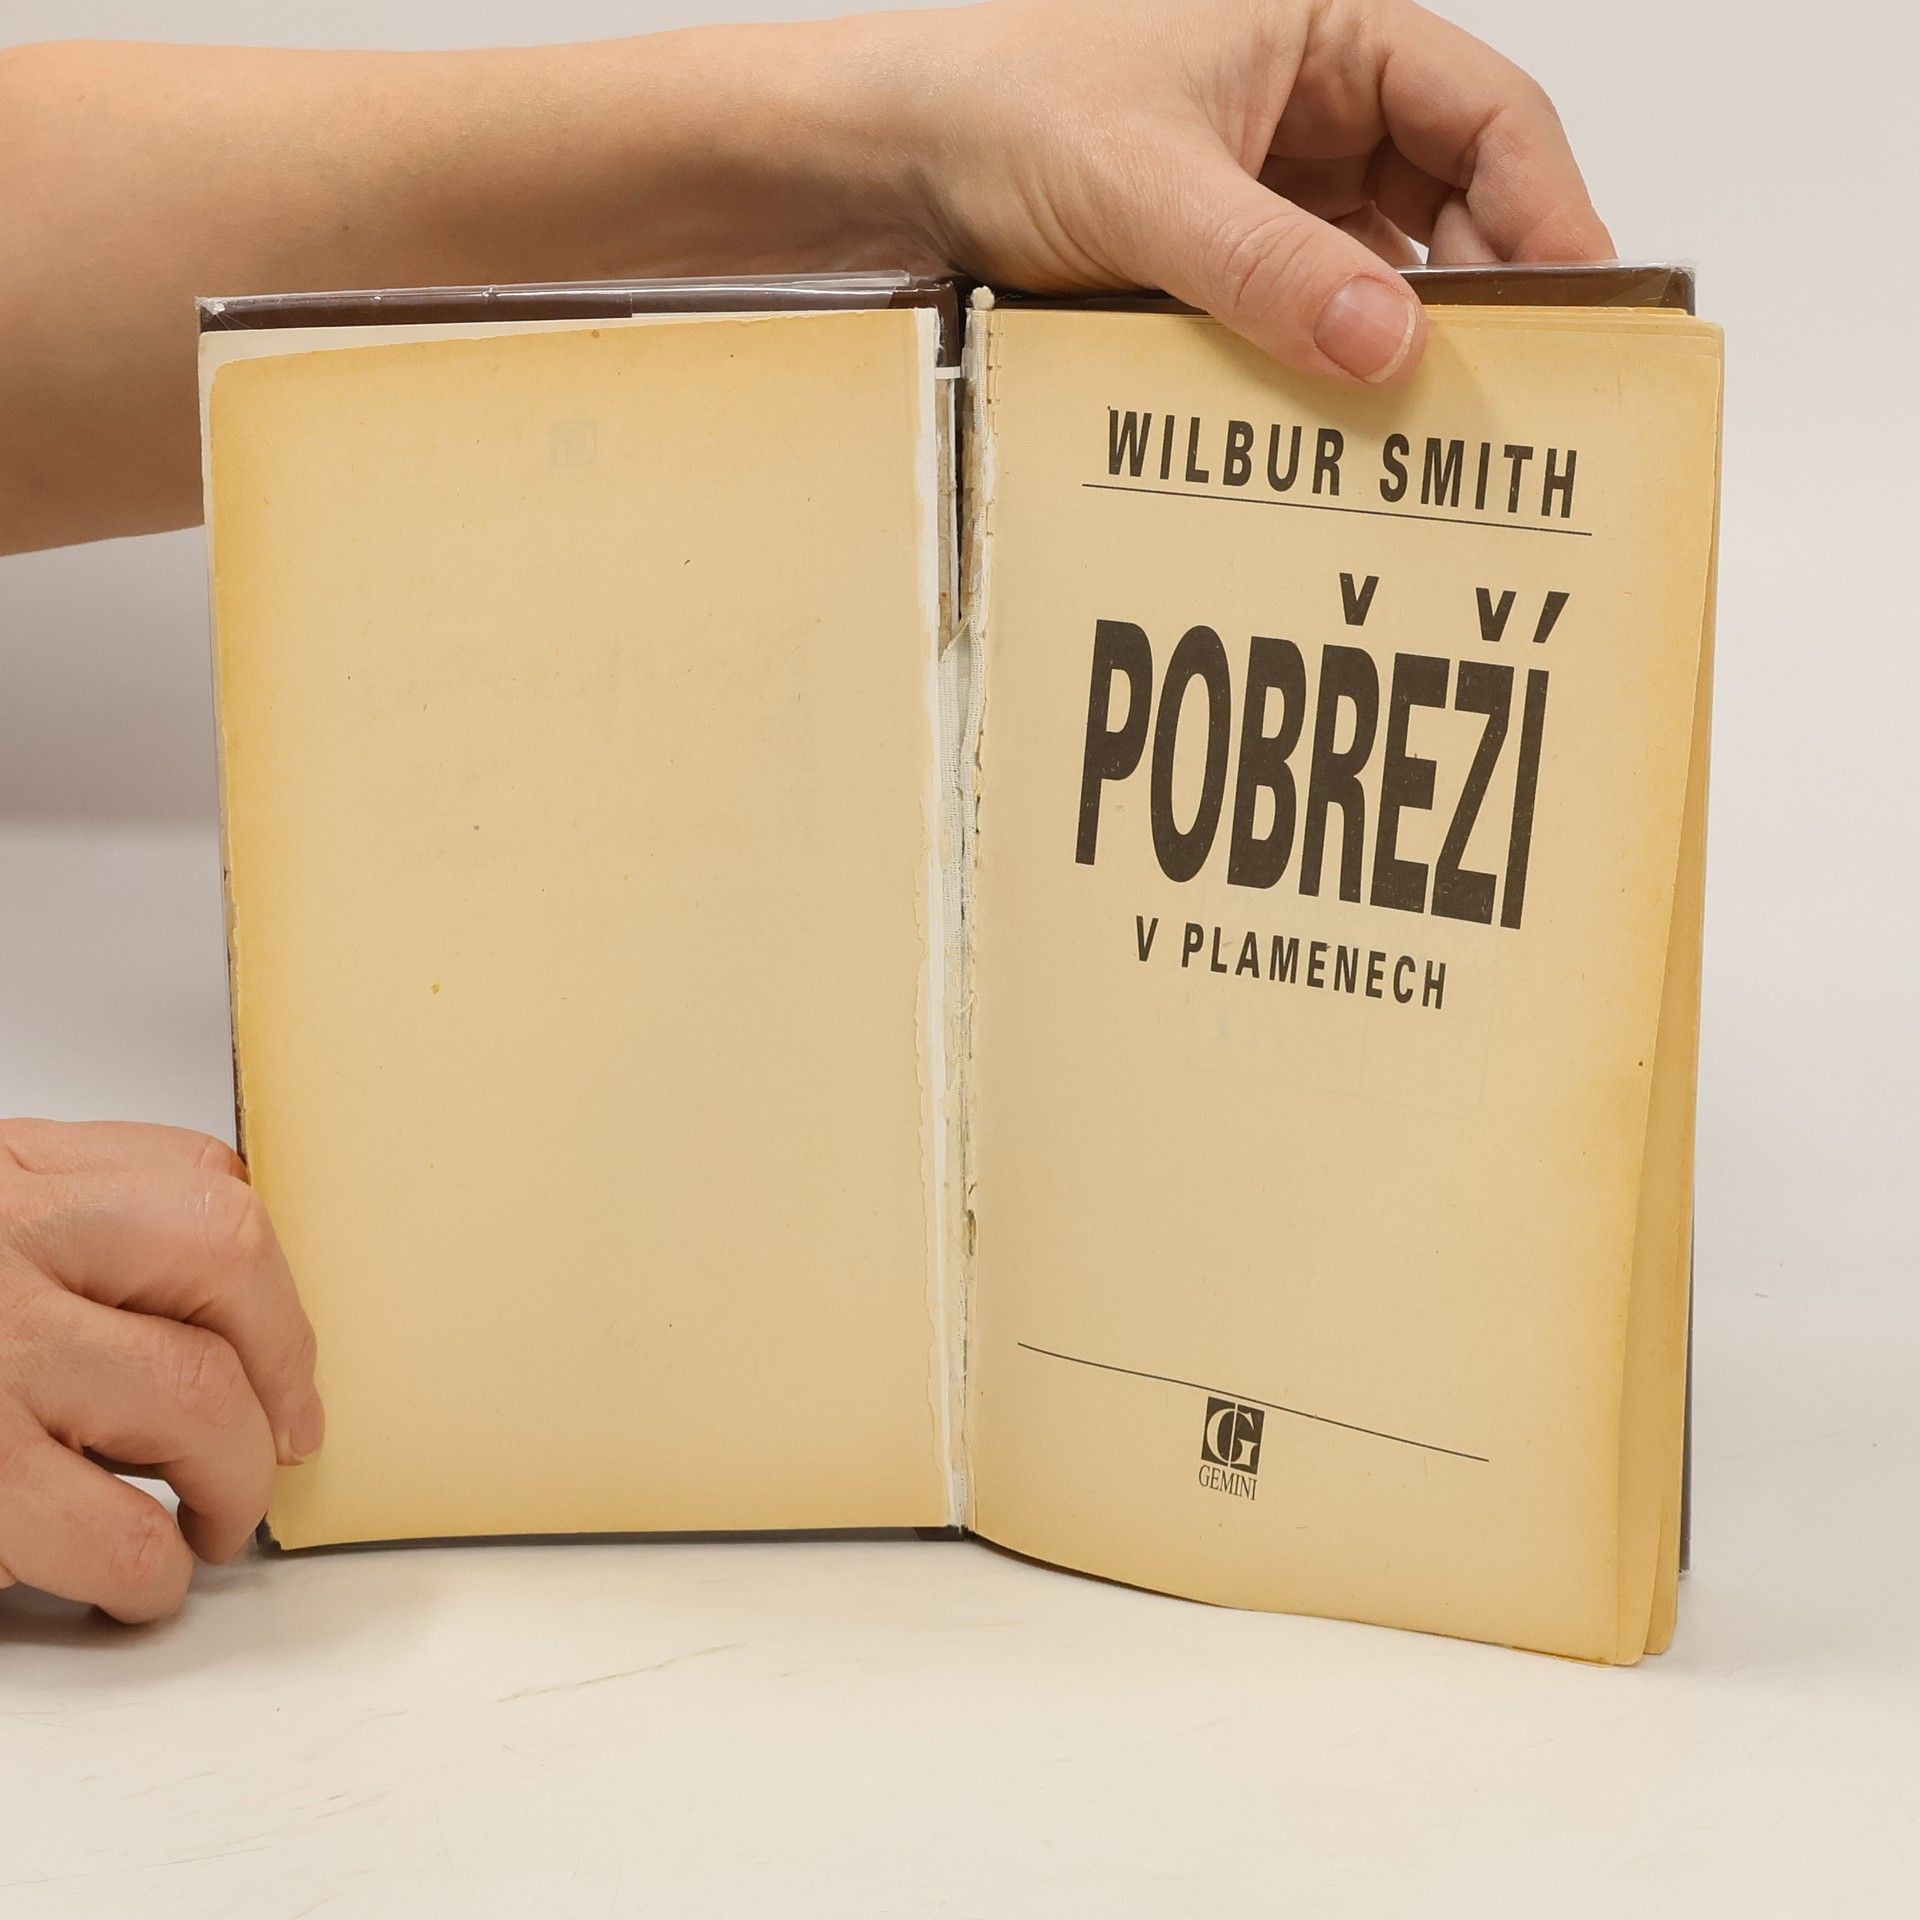 WILBUR SMITH
POBŘEŽÍ
V PLAMENECH
G
GEMINI